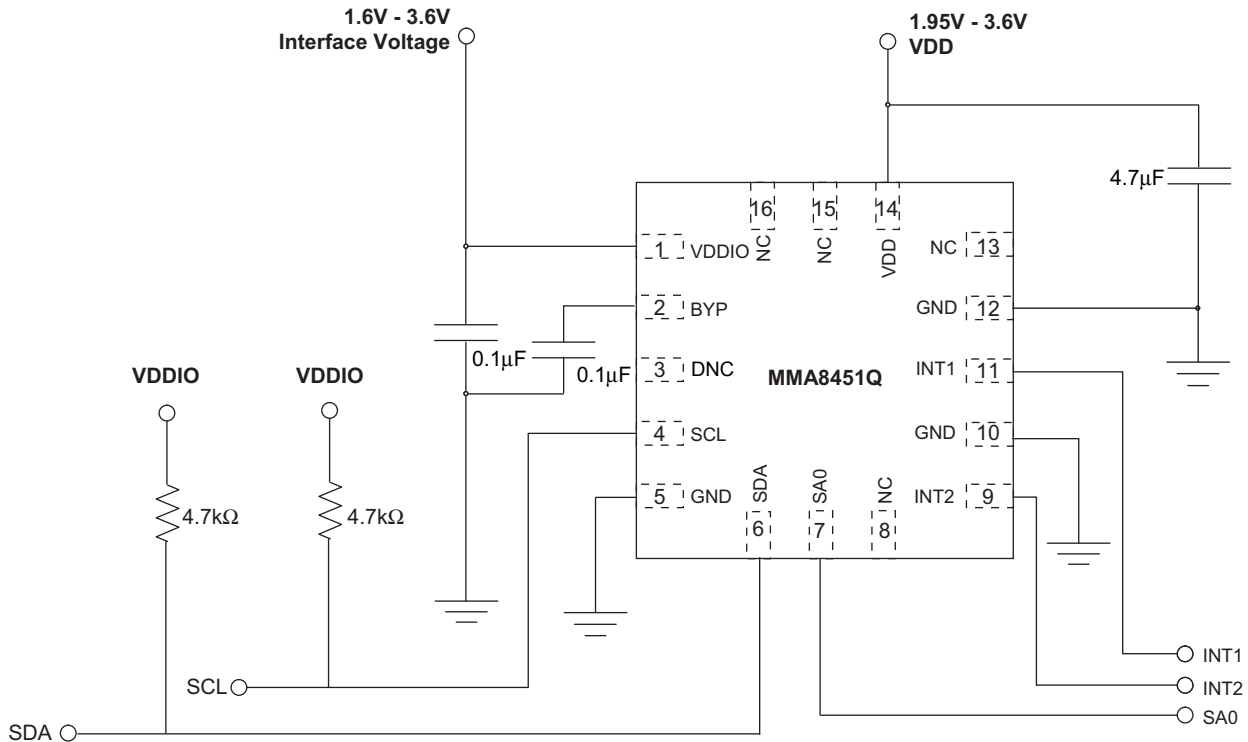 1.6V - 3.6V
Interface Voltage
1.95V - 3.6V
VDD
4.7μF
16
15
14
NC
NC
VDD
1
VDDIO
NC
13
2
BYP
GND
12
0.1μF
0.1μF
3
DNC
MMA8451Q
INT1
11
VDDIO
VDDIO
4
SCL
GND
10
5
GND
SDA
SA0
NC
INT2
9
6
7
8
4.7kΩ
4.7kΩ
INT1
SCL
INT2
SA0
SDA